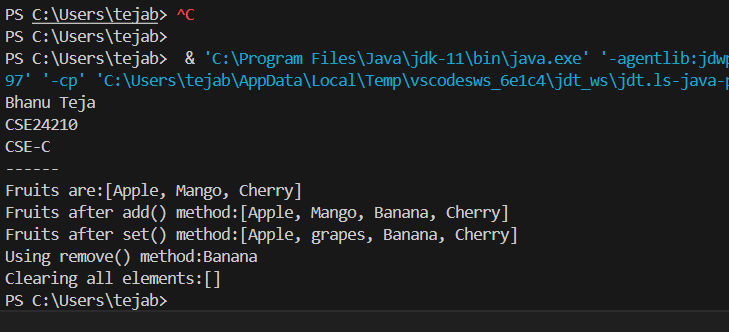 PS C:\Users\tejab> ^C
PS C:\Users\tejab>
PS C:\Users\tejab>  & 'C:\Program Files\Java\jdk-11\bin\java.exe' '-agentlib:jdwp
97' '-cp' 'C:\Users\tejab\AppData\Local\Temp\vscodesws_6e1c4\jdt_ws\jdt.ls-java-p
Bhanu Teja
CSE24210
CSE-C
------
Fruits are:[Apple, Mango, Cherry]
Fruits after add() method:[Apple, Mango, Banana, Cherry]
Fruits after set() method:[Apple, grapes, Banana, Cherry]
Using remove() method:Banana
Clearing all elements:[]
PS C:\Users\tejab>